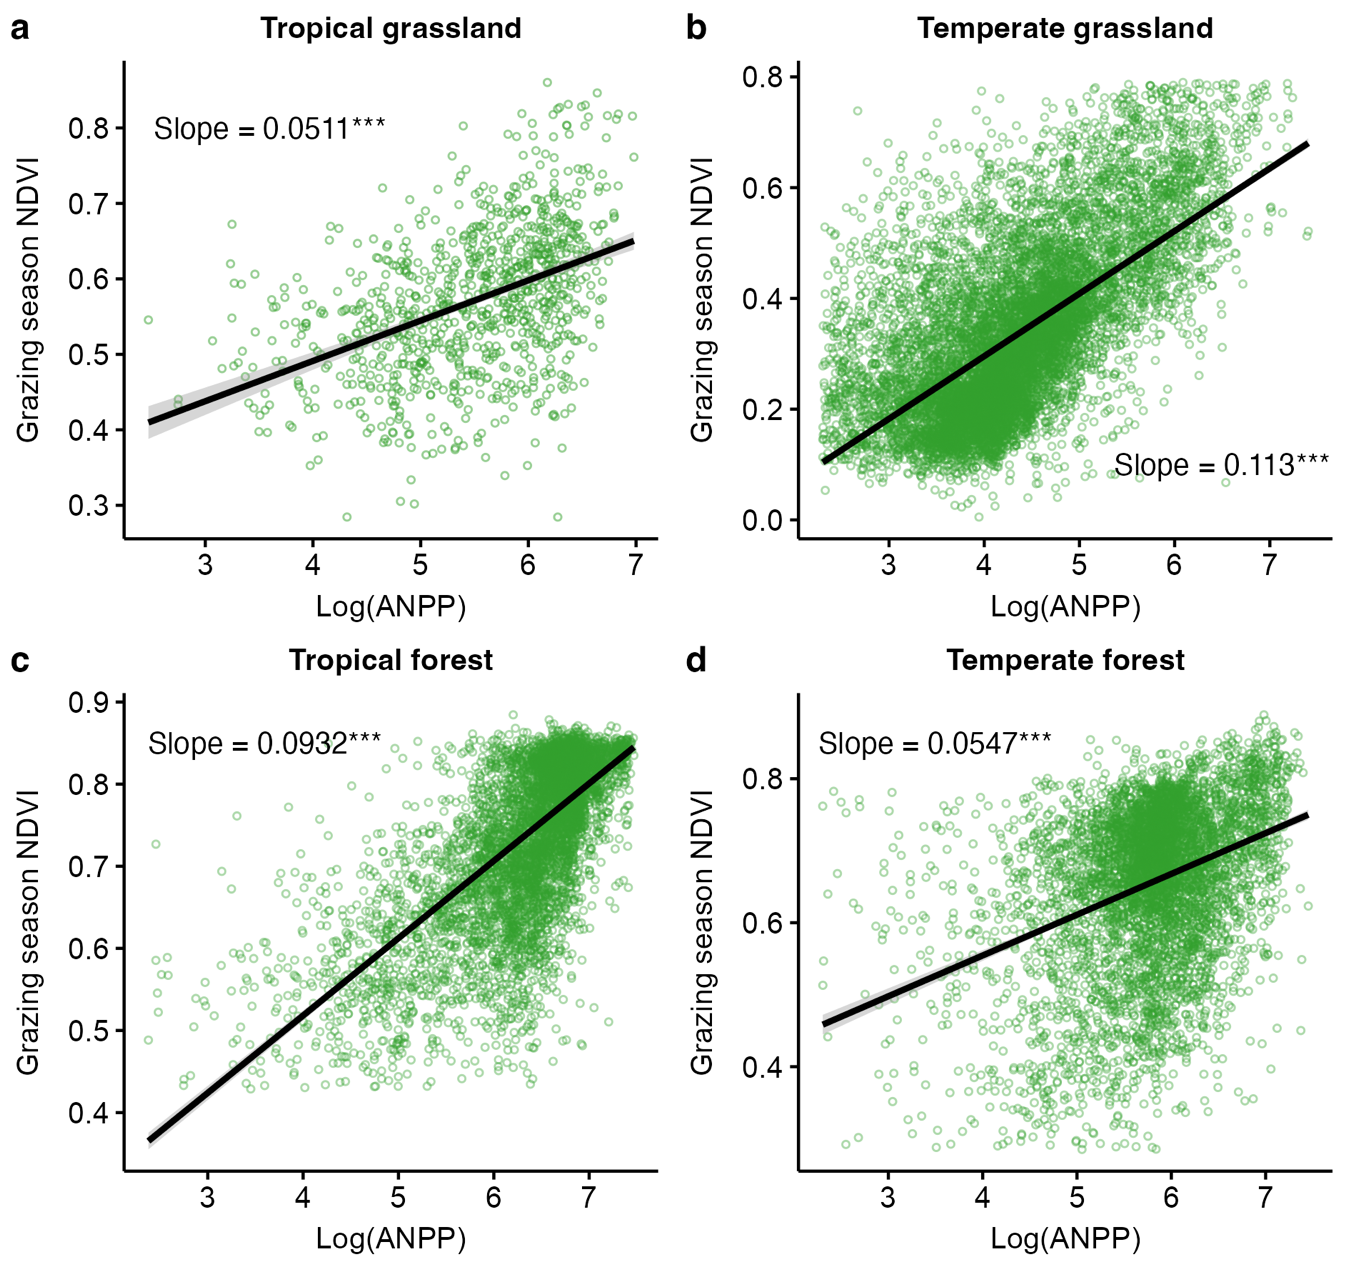 a
Tropical grassland
Grazing season NDVI
0.8
0.7
0.6
0.5
0.4
0.3
Slope = 0.0511***
3 4 5 6 7
Log(ANPP)
b
Temperate grassland
Grazing season NDVI
0.8
0.6
0.4
0.2
0.0
Slope = 0.113***
3 4 5 6 7
Log(ANPP)
c
Tropical forest
Grazing season NDVI
0.9
0.8
0.7
0.6
0.5
0.4
Slope = 0.0932***
3 4 5 6 7
Log(ANPP)
d
Temperate forest
Grazing season NDVI
0.8
0.6
0.4
Slope = 0.0547***
3 4 5 6 7
Log(ANPP)